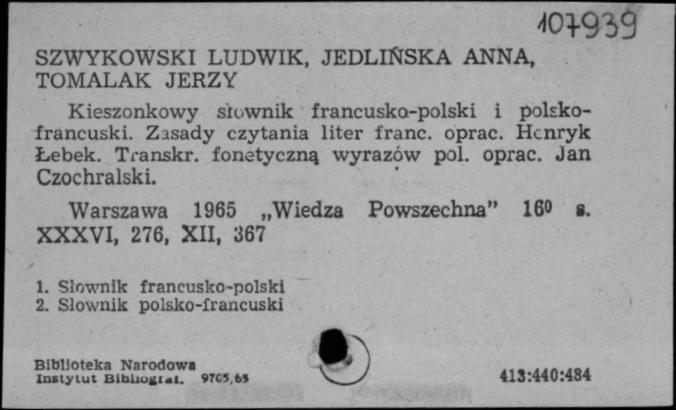 107939
SZWYKOWSKI LUDWIK, JEDLIŃSKA ANNA,
TOMALAK JERZY
Kieszonkowy słownik francusko-polski i polsko-
francuski. Zasady czytania liter franc. oprac. Henryk
Łebek. Transkr. fonetyczną wyrazów pol. oprac. Jan
Czochralski.
Warszawa 1965 „Wiedza Powszechna” 16⁰ s.
XXXVI, 276, XII, 367
1. Słownik francusko-polski
2. Słownik polsko-francuski
Biblioteka Narodowa
Instytut Bibliograf. 9705/65
413:440:484